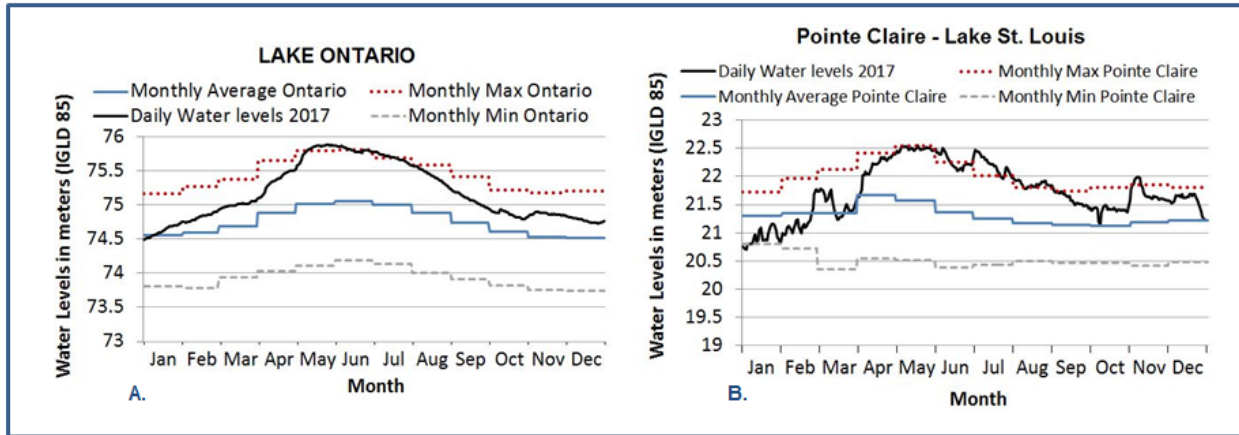 LAKE ONTARIO
Monthly Average Ontario
Monthly Max Ontario
Daily Water levels 2017
Monthly Min Ontario
Water Levels in meters (IGLD 85)
76
75.5
75
74.5
74
73.5
73
Jan Feb Mar Apr May Jun Jul Aug Sep Oct Nov Dec
Month
A.
Pointe Claire - Lake St. Louis
Daily Water levels 2017
Monthly Max Pointe Claire
Monthly Average Pointe Claire
Monthly Min Pointe Claire
Water Levels in meters (IGLD 85)
23
22.5
22
21.5
21
20.5
20
19
Jan Feb Mar Apr May Jun Jul Aug Sep Oct Nov Dec
Month
B.